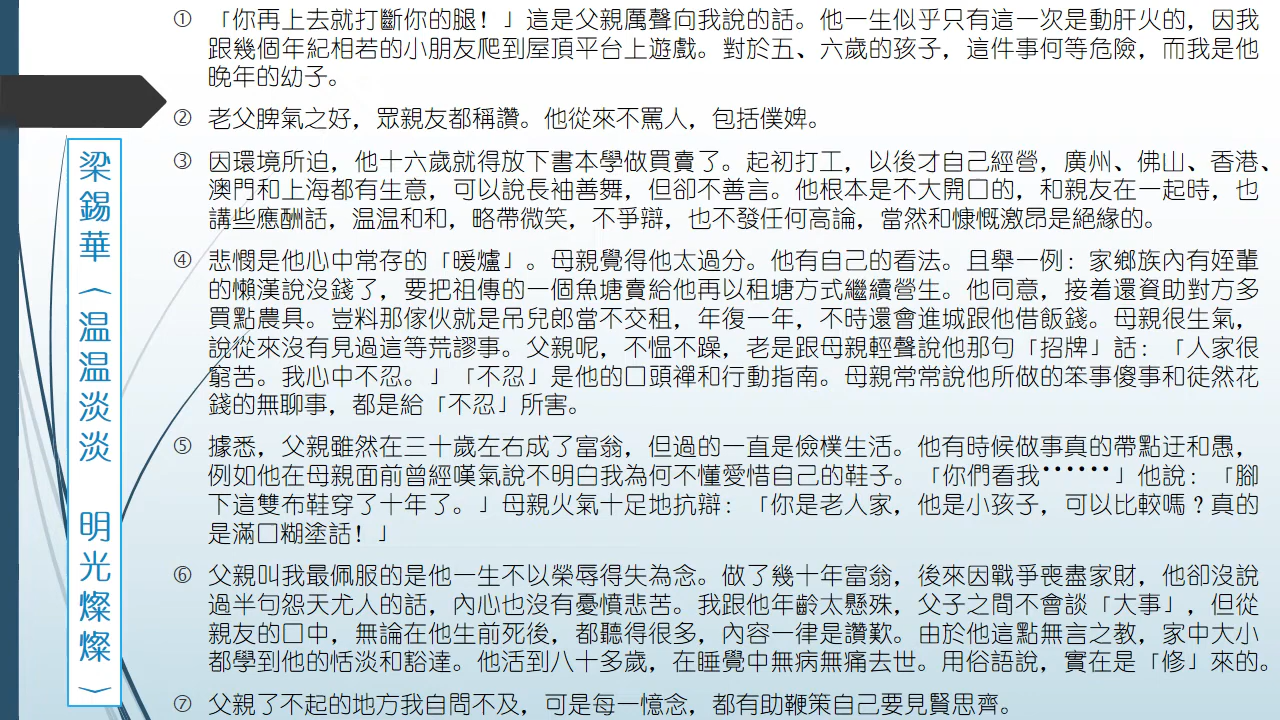 梁錫華︿温温淡淡　明光燦燦﹀
① 「你再上去就打斷你的腿！」這是父親厲聲向我說的話。他一生似乎只有這一次是動肝火的，因我
跟幾個年紀相若的小朋友爬到屋頂平台上遊戲。對於五、六歲的孩子，這件事何等危險，而我是他
晚年的幼子。
② 老父脾氣之好，眾親友都稱讚。他從來不罵人，包括僕婢。
③ 因環境所迫，他十六歲就得放下書本學做買賣了。起初打工，以後才自己經營，廣州、佛山、香港、
澳門和上海都有生意，可以說長袖善舞，但卻不善言。他根本是不大開口的，和親友在一起時，也
講些應酬話，温温和和，略帶微笑，不爭辯，也不發任何高論，當然和慷慨激昂是絕緣的。
④ 悲憫是他心中常存的「暖爐」。母親覺得他太過分。他有自己的看法。且舉一例：家鄉族內有姪輩
的懶漢說沒錢了，要把祖傳的一個魚塘賣給他再以租塘方式繼續營生。他同意，接着還資助對方多
買點農具。豈料那傢伙就是吊兒郎當不交租，年復一年，不時還會進城跟他借飯錢。母親很生氣，
說從來沒有見過這等荒謬事。父親呢，不愠不躁，老是跟母親輕聲說他那句「招牌」話：「人家很
窮苦。我心中不忍。」「不忍」是他的口頭禪和行動指南。母親常常說他所做的笨事傻事和徒然花
錢的無聊事，都是給「不忍」所害。
⑤ 據悉，父親雖然在三十歲左右成了富翁，但過的一直是儉樸生活。他有時候做事真的帶點迂和愚，
例如他在母親面前曾經嘆氣說不明白我為何不懂愛惜自己的鞋子。「你們看我••••••」他說：「腳
下這雙布鞋穿了十年了。」母親火氣十足地抗辯：「你是老人家，他是小孩子，可以比較嗎？真的
是滿口糊塗話！」
⑥ 父親叫我最佩服的是他一生不以榮辱得失為念。做了幾十年富翁，後來因戰爭喪盡家財，他卻沒說
過半句怨天尤人的話，內心也沒有憂憤悲苦。我跟他年齡太懸殊，父子之間不會談「大事」，但從
親友的口中，無論在他生前死後，都聽得很多，內容一律是讚歎。由於他這點無言之教，家中大小
都學到他的恬淡和豁達。他活到八十多歲，在睡覺中無病無痛去世。用俗語說，實在是「修」來的。
⑦ 父親了不起的地方我自問不及，可是每一憶念，都有助鞭策自己要見賢思齊。